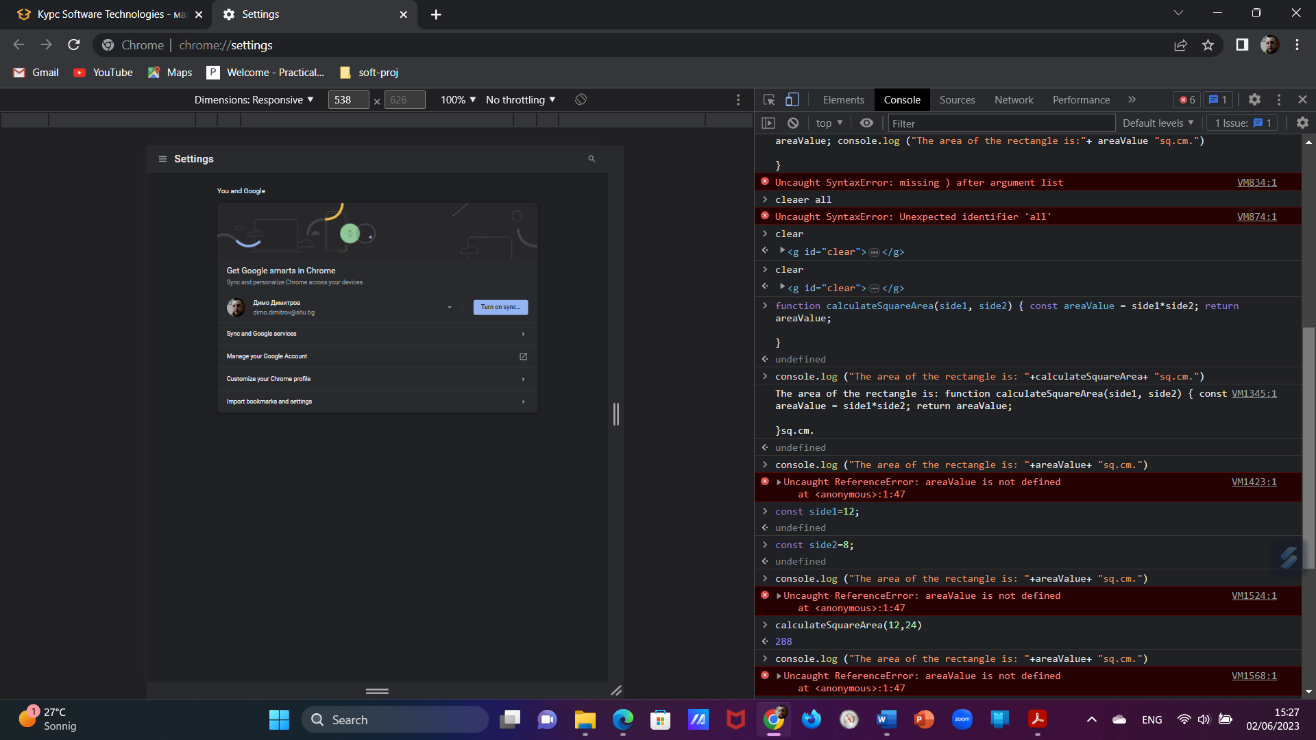 Курс Software Technologies - ма
Settings
Chrome | chrome://settings
Gmail YouTube Maps Welcome - Practical... soft-proj
Dimensions: Responsive 538 × 626 100% No throttling
Elements Console Sources Network Performance » 6 1
top Filter Default levels 1 Issue: 1
Settings
You and Google
Get Google smarts in Chrome
Sync and personalize Chrome across your devices
Димо Димитров
dimo.dimitrov@shu.bg
Turn on sync...
Sync and Google services
Manage your Google Account
Customize your Chrome profile
Import bookmarks and settings
areaValue; console.log ("The area of the rectangle is:"+ areaValue "sq.cm.")
}
Uncaught SyntaxError: missing ) after argument list VM834:1
cleaer all
Uncaught SyntaxError: Unexpected identifier 'all' VM874:1
clear
<g id="clear">…</g>
clear
<g id="clear">…</g>
function calculateSquareArea(side1, side2) { const areaValue = side1*side2; return
areaValue;
}
undefined
console.log ("The area of the rectangle is: "+calculateSquareArea+ "sq.cm.")
The area of the rectangle is: function calculateSquareArea(side1, side2) { const VM1345:1
areaValue = side1*side2; return areaValue;
}sq.cm.
undefined
console.log ("The area of the rectangle is: "+areaValue+ "sq.cm.")
Uncaught ReferenceError: areaValue is not defined VM1423:1
at <anonymous>:1:47
const side1=12;
undefined
const side2=8;
undefined
console.log ("The area of the rectangle is: "+areaValue+ "sq.cm.")
Uncaught ReferenceError: areaValue is not defined VM1524:1
at <anonymous>:1:47
calculateSquareArea(12,24)
288
console.log ("The area of the rectangle is: "+areaValue+ "sq.cm.")
Uncaught ReferenceError: areaValue is not defined VM1568:1
at <anonymous>:1:47
1
27°C
Sonnig
Search
zoom
ENG
15:27
02/06/2023